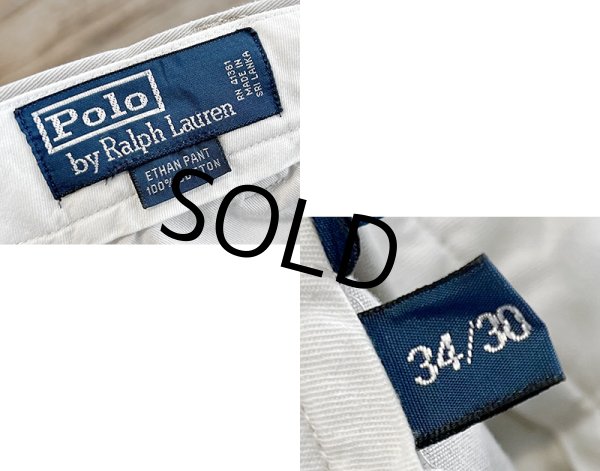 Polo
by Ralph Lauren
RN 41381
MADE IN
SRI LANKA
ETHAN PANT
100% COTTON
SOLD
34/30